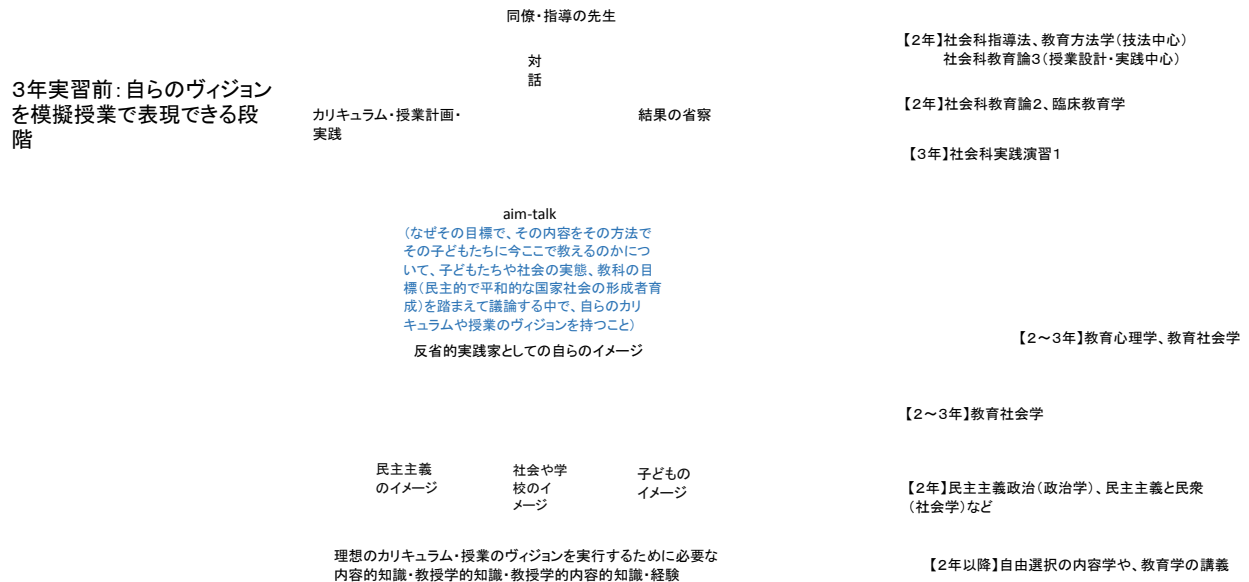 同僚・指導の先生
対
話
３年実習前：自らのヴィジョン
を模擬授業で表現できる段
階
カリキュラム・授業計画・
実践
結果の省察
aim-talk
（なぜその目標で、その内容をその方法で
その子どもたちに今ここで教えるのかにつ
いて、子どもたちや社会の実態、教科の目
標（民主的で平和的な国家社会の形成者育
成）を踏まえて議論する中で、自らのカリ
キュラムや授業のヴィジョンを持つこと）
反省的実践家としての自らのイメージ
民主主義
のイメージ
社会や学
校のイ
メージ
子どもの
イメージ
理想のカリキュラム・授業のヴィジョンを実行するために必要な
内容的知識・教授学的知識・教授学的内容的知識・経験
【２年】社会科指導法、教育方法学（技法中心）
社会科教育論３（授業設計・実践中心）
【２年】社会科教育論２、臨床教育学
【３年】社会科実践演習１
【２～３年】教育心理学、教育社会学
【２～３年】教育社会学
【２年】民主主義政治（政治学）、民主主義と民衆
（社会学）など
【２年以降】自由選択の内容学や、教育学の講義